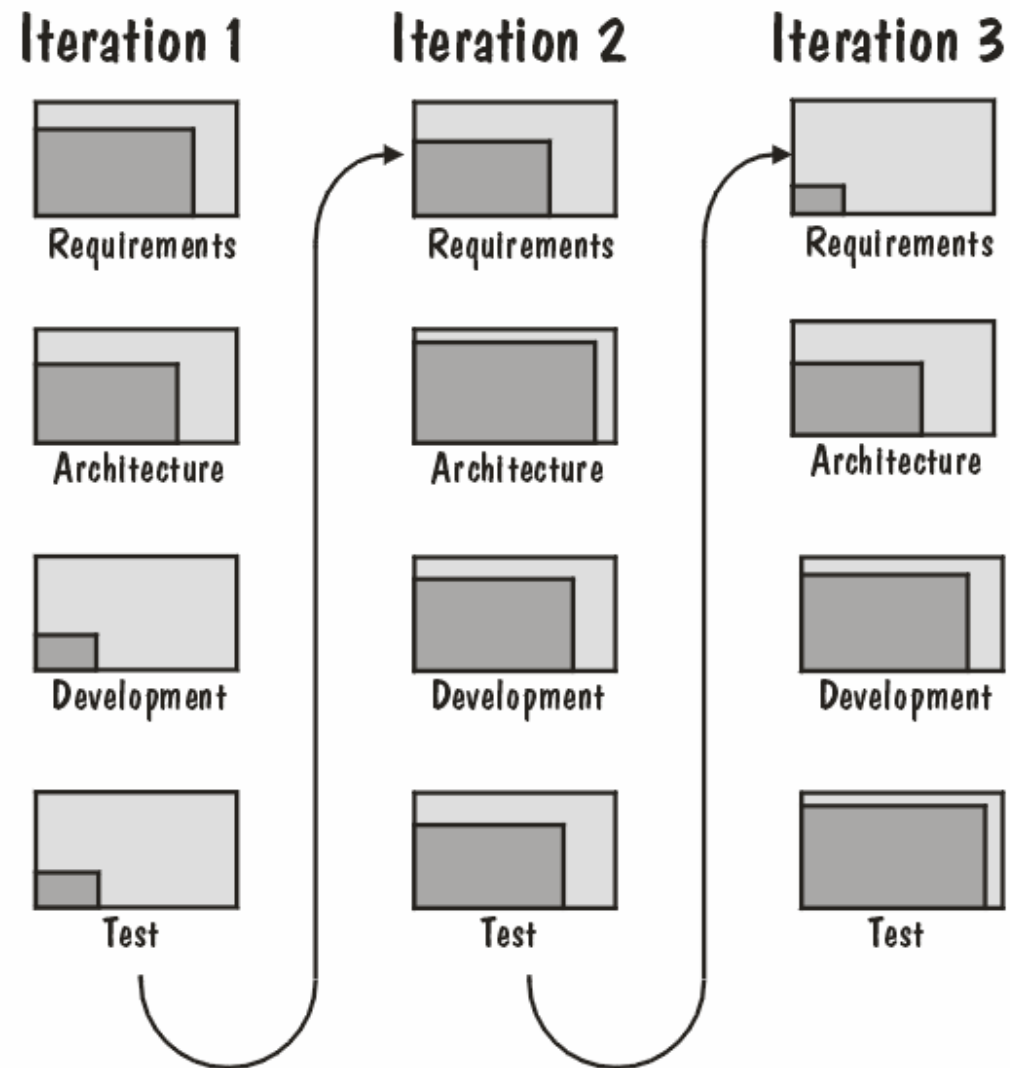 Iteration 1
Iteration 2
Iteration 3
Requirements
Requirements
Requirements
Architecture
Architecture
Architecture
Development
Development
Development
Test
Test
Test